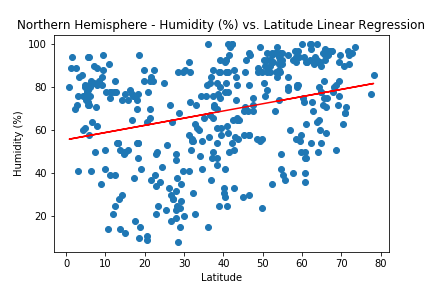 Northern Hemisphere - Humidity (%) vs. Latitude Linear Regression
100
80
60
40
20
Humidity (%)
0 10 20 30 40 50 60 70 80
Latitude